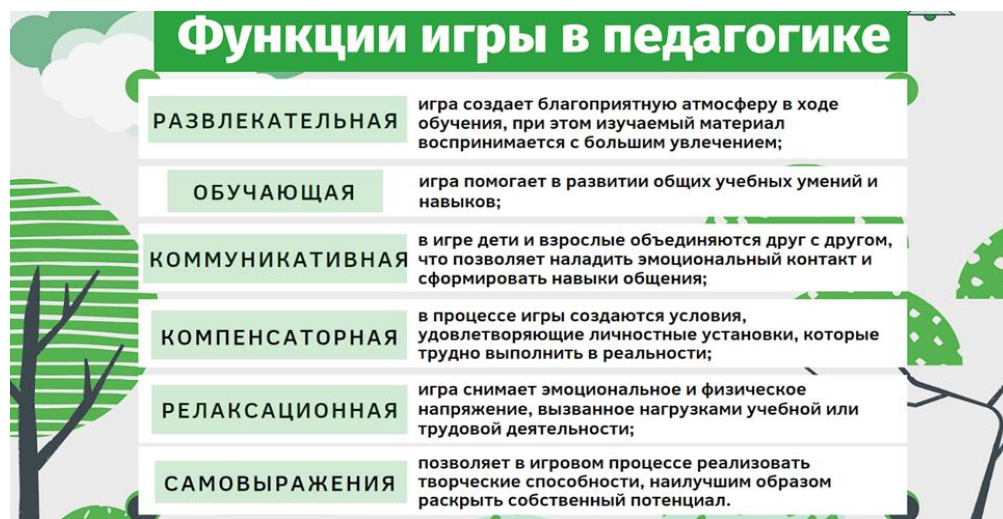 Функции игры в педагогике
РАЗВЛЕКАТЕЛЬНАЯ
игра создает благоприятную атмосферу в ходе
обучения, при этом изучаемый материал
воспринимается с большим увлечением;
ОБУЧАЮЩАЯ
игра помогает в развитии общих учебных умений и
навыков;
КОММУНИКАТИВНАЯ
в игре дети и взрослые объединяются друг с другом,
что позволяет наладить эмоциональный контакт и
сформировать навыки общения;
КОМПЕНСАТОРНАЯ
в процессе игры создаются условия,
удовлетворяющие личностные установки, которые
трудно выполнить в реальности;
РЕЛАКСАЦИОННАЯ
игра снимает эмоциональное и физическое
напряжение, вызванное нагрузками учебной или
трудовой деятельности;
САМОВЫРАЖЕНИЯ
позволяет в игровом процессе реализовать
творческие способности, наилучшим образом
раскрыть собственный потенциал.